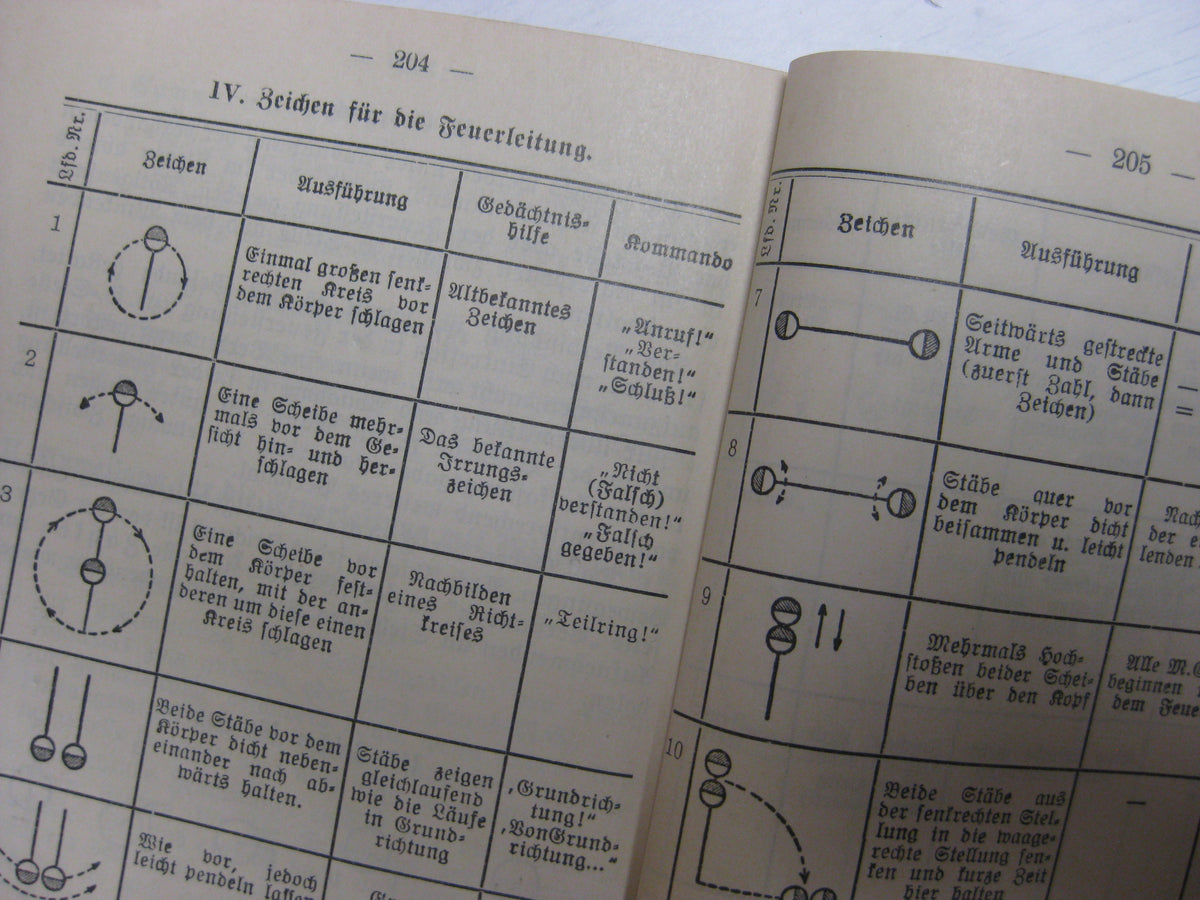 — 204 —
IV. Zeichen für die Feuerleitung.
Lfd. Nr.
Zeichen
Ausführung
Gedächtnis-
hilfe
Kommando
1
Einmal großen senk-
rechten Kreis vor
dem Körper schlagen
Altbekanntes
Zeichen
„Anruf!“
„Ver-
standen!“
„Schluß!“
2
Eine Scheibe mehr-
mals vor dem Ge-
sicht hin- und her-
schlagen
Das bekannte
Irrungs-
zeichen
„Nicht
(Falsch)
verstanden!“
„Falsch
gegeben!“
3
Eine Scheibe vor
dem Körper fest-
halten, mit der an-
deren um diese einen
Kreis schlagen
Nachbilden
eines Richt-
kreises
„Teilring!“
Beide Stäbe vor dem
Körper dicht neben-
einander nach ab-
wärts halten.
Stäbe zeigen
gleichlaufend
wie die Läufe
in Grund-
richtung
„Grundrich-
tung!“
„Von Grund-
richtung...“
Wie vor, jedoch
leicht pendeln lassen
— 205 —
Lfd. Nr.
Zeichen
Ausführung
7
Seitwärts gestreckte
Arme und Stäbe
(zuerst Zahl, dann
Zeichen)
—
=
8
Stäbe quer vor
dem Körper dicht
beisammen u. leicht
pendeln
Nach
der e
lenden
9
Mehrmals Hoch-
stoßen beider Schei-
ben über den Kopf
Alle M.G
beginnen
dem Feue
10
Beide Stäbe aus
der senkrechten Stel-
lung in die waage-
rechte Stellung sen-
ken und kurze Zeit
hier halten
—